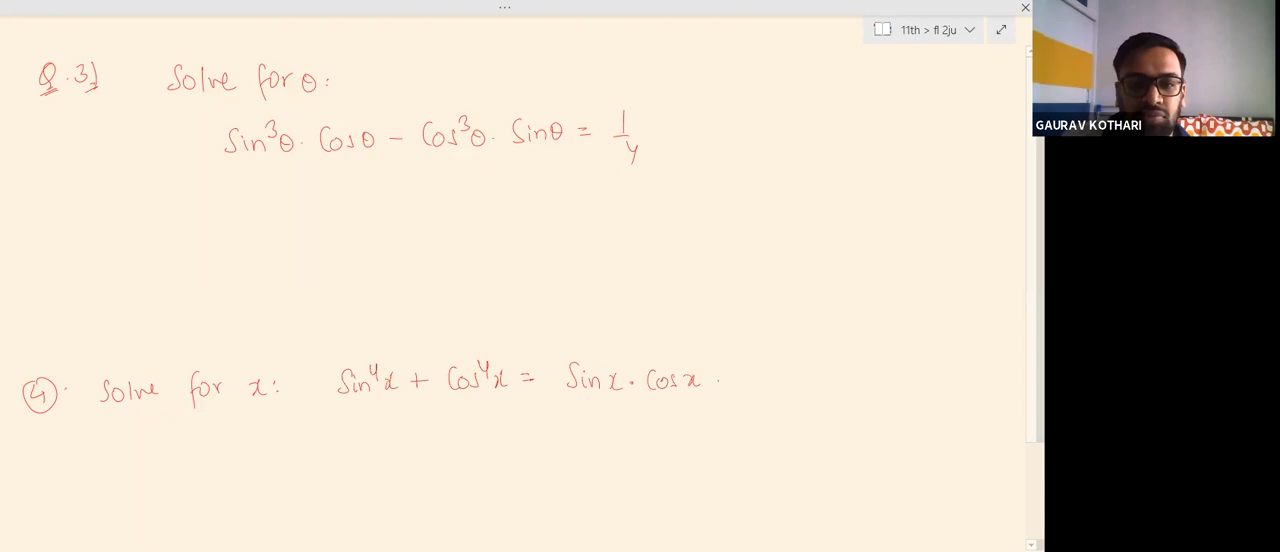 11th > fl 2ju
GAURAV KOTHARI
Q.3) Solve for θ:
Sin³θ · Cosθ − Cos³θ · Sinθ = 1/4
④. Solve for x: Sin⁴x + Cos⁴x = Sinx · Cosx .